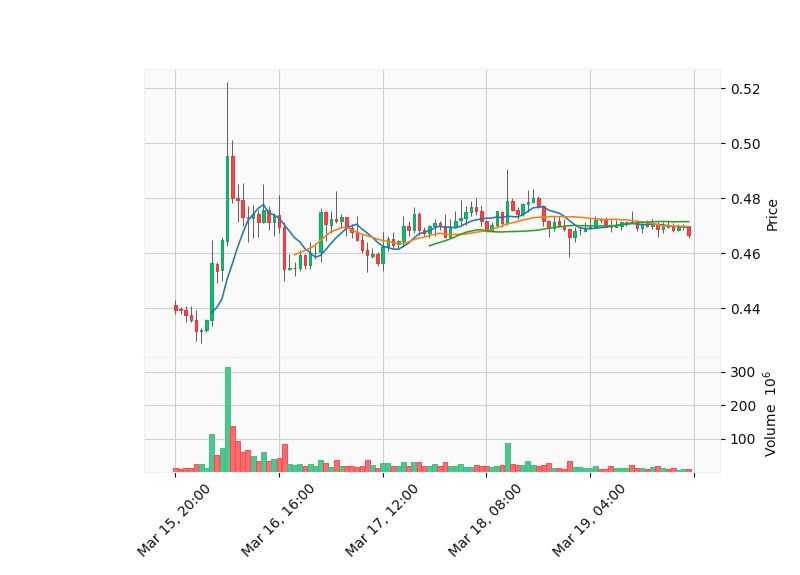 0.52
0.50
0.48
0.46
0.44
Price
300
200
100
Volume 10^6
Mar 15, 20:00
Mar 16, 16:00
Mar 17, 12:00
Mar 18, 08:00
Mar 19, 04:00